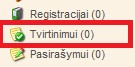 Registracijai (0)
Tvirtinimui (0)
Pasirašymui (0)